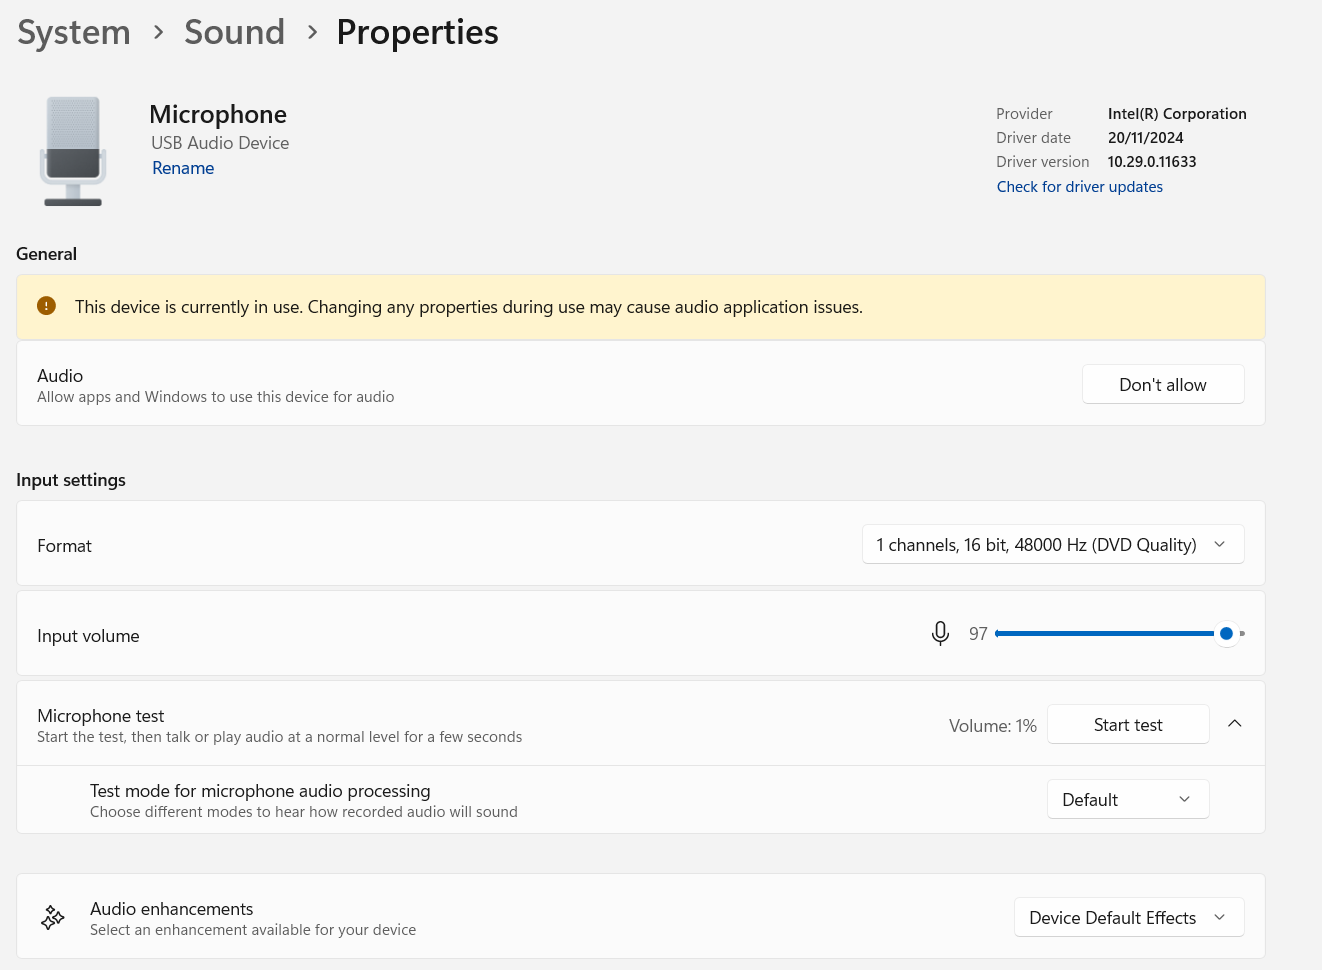 System > Sound > Properties
Microphone
USB Audio Device
Rename
Provider Intel(R) Corporation
Driver date 20/11/2024
Driver version 10.29.0.11633
Check for driver updates
General
This device is currently in use. Changing any properties during use may cause audio application issues.
Audio
Allow apps and Windows to use this device for audio
Don't allow
Input settings
Format
1 channels, 16 bit, 48000 Hz (DVD Quality)
Input volume
97
Microphone test
Start the test, then talk or play audio at a normal level for a few seconds
Volume: 1%
Start test
Test mode for microphone audio processing
Choose different modes to hear how recorded audio will sound
Default
Audio enhancements
Select an enhancement available for your device
Device Default Effects